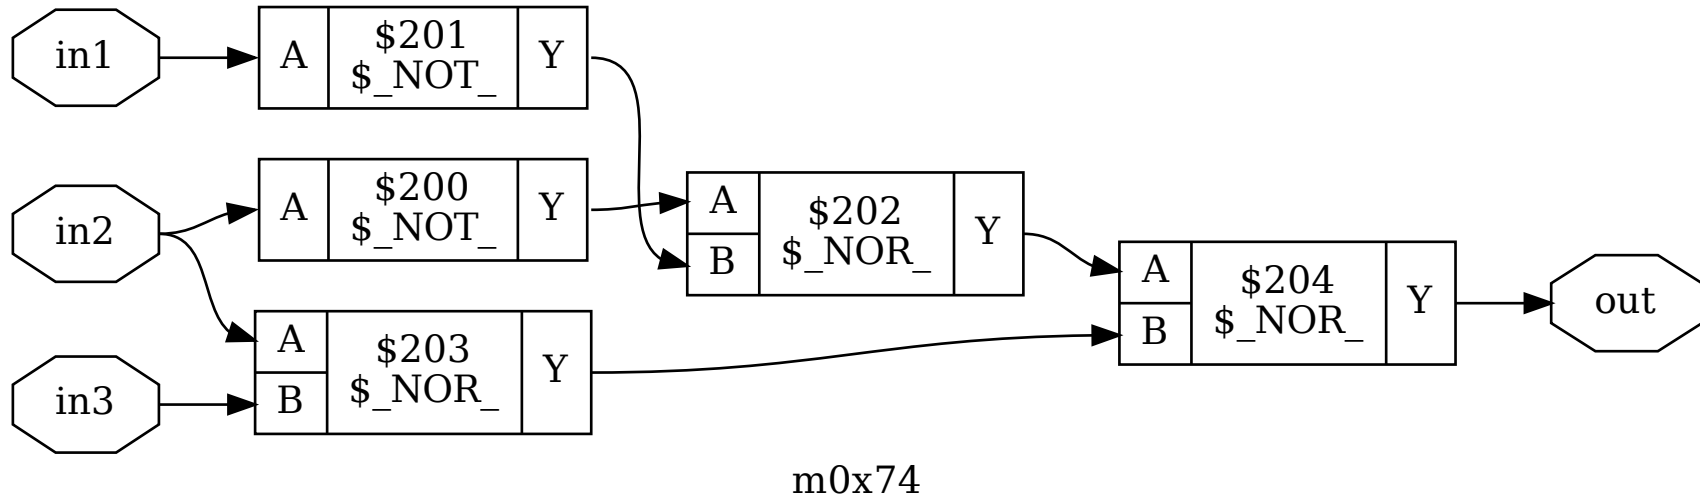 in1
A
$201
$_NOT_
Y
in2
A
$200
$_NOT_
Y
in3
A
B
$203
$_NOR_
Y
A
B
$202
$_NOR_
Y
A
B
$204
$_NOR_
Y
out
m0x74